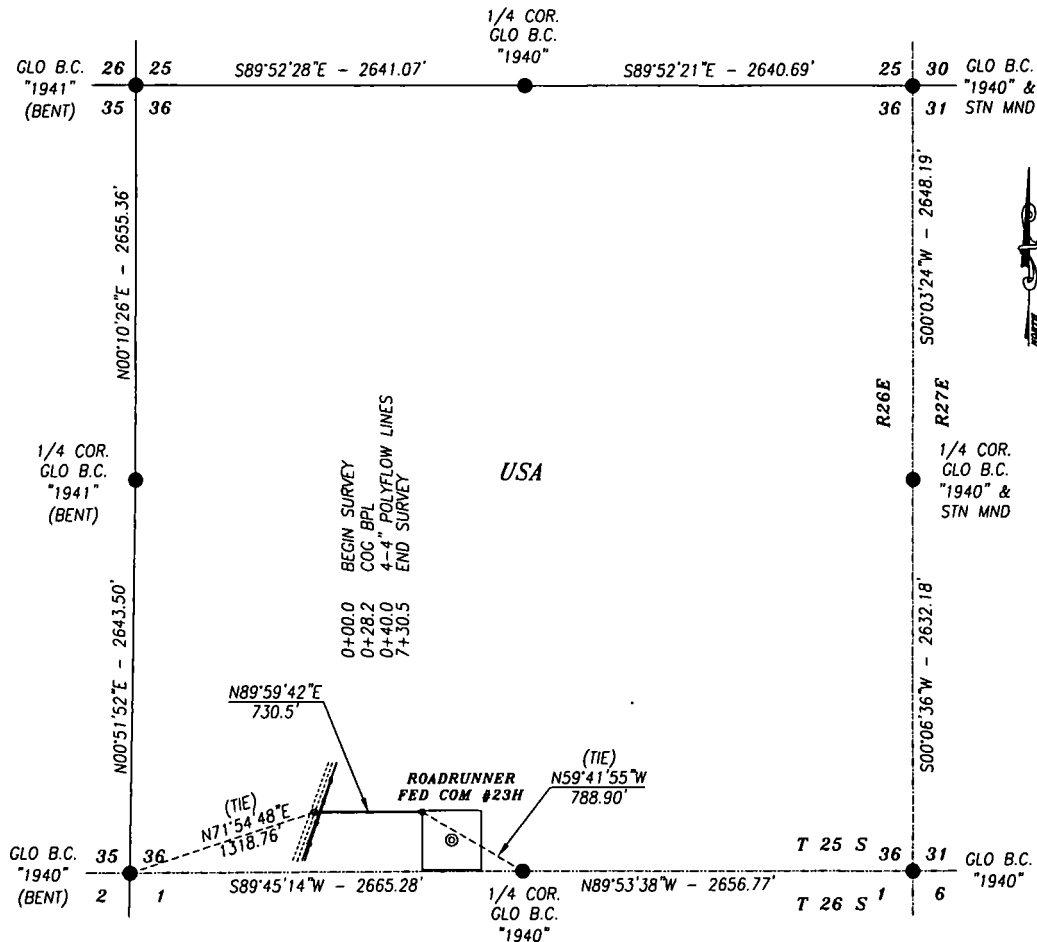 1/4 COR.
GLO B.C.
"1940"
GLO B.C.
"1941"
(BENT)
26 25
35 36
S89°52'28"E - 2641.07'
S89°52'21"E - 2640.69'
25 30
36 31
GLO B.C.
"1940" &
STN MND
N00°10'26"E - 2655.36'
S00°03'24"W - 2648.19'
NORTH
R26E
R27E
1/4 COR.
GLO B.C.
"1941"
(BENT)
USA
1/4 COR.
GLO B.C.
"1940" &
STN MND
0+00.0 BEGIN SURVEY
0+28.2 COG BPL
0+40.0 4-4" POLYFLOW LINES
7+30.5 END SURVEY
N00°51'52"E - 2643.50'
S00°06'36"W - 2632.18'
N89°59'42"E
730.5'
(TIE)
N71°54'48"E
1318.76'
ROADRUNNER
FED COM #23H
(TIE)
N59°41'55"W
788.90'
GLO B.C.
"1940"
(BENT)
35 36
2 1
S89°45'14"W - 2665.28'
1/4 COR.
GLO B.C.
"1940"
N89°53'38"W - 2656.77'
T 25 S
T 26 S
36 31
1 6
GLO B.C.
"1940"